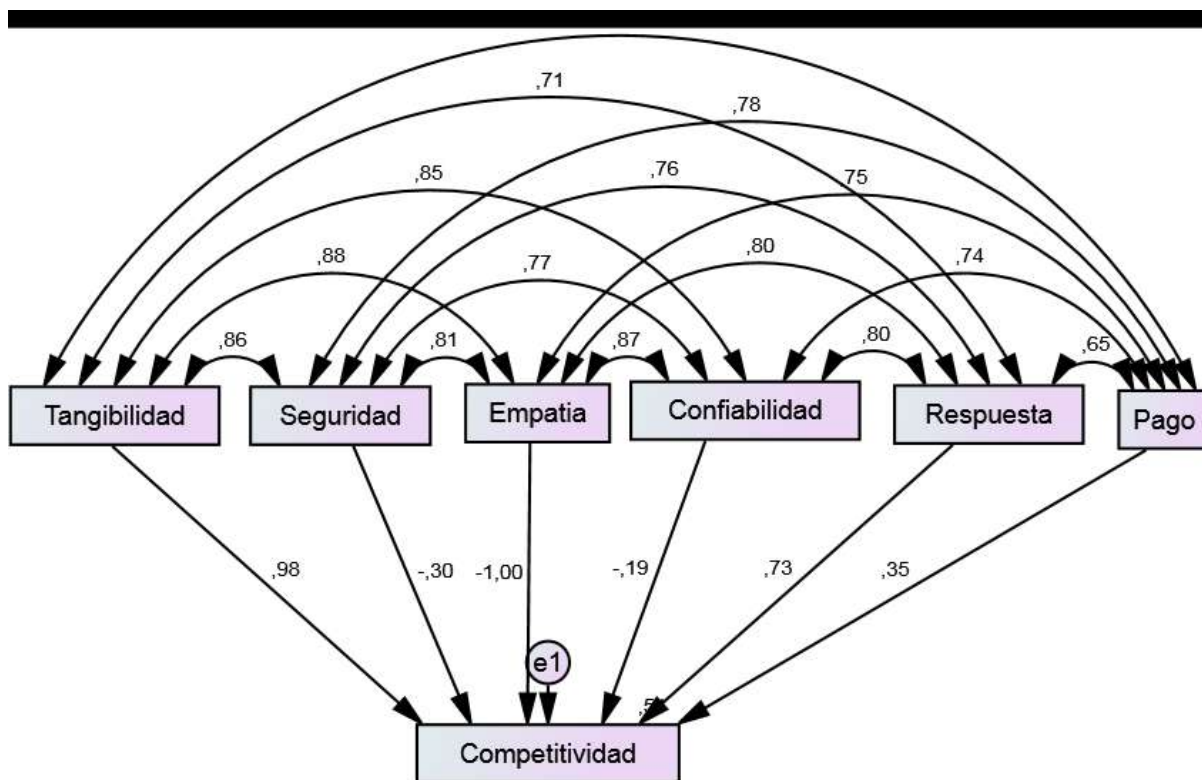 ,71
,78
,85
,76
,75
,88
,77
,80
,74
,86
,81
,87
,80
,65
Tangibilidad
Seguridad
Empatia
Confiabilidad
Respuesta
Pago
,98
-,30
-1,00
-,19
,73
,35
e1
Competitividad